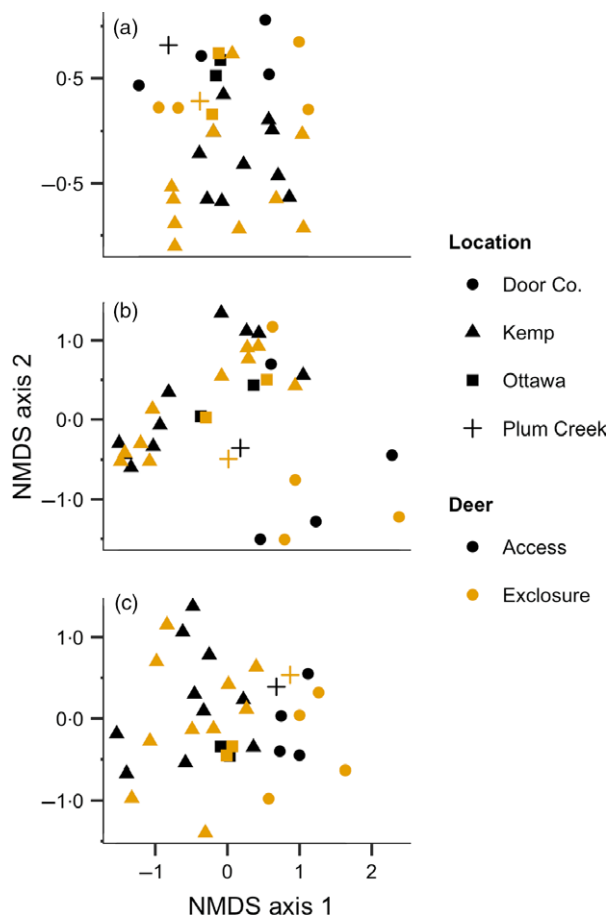 (a)
0·5
–0·5
(b)
1·0
0·0
–1·0
NMDS axis 2
(c)
1·0
0·0
–1·0
–1
0
1
2
NMDS axis 1
Location
Door Co.
Kemp
Ottawa
Plum Creek
Deer
Access
Exclosure